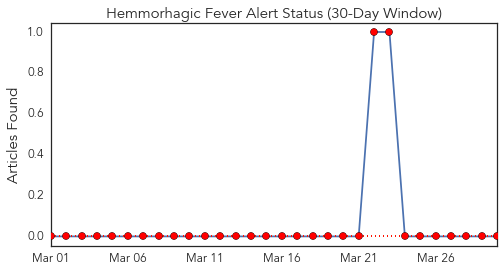 Hemmorhagic Fever Alert Status (30-Day Window)
Articles Found
1.0
0.8
0.6
0.4
0.2
0.0
Mar 01 Mar 06 Mar 11 Mar 16 Mar 21 Mar 26